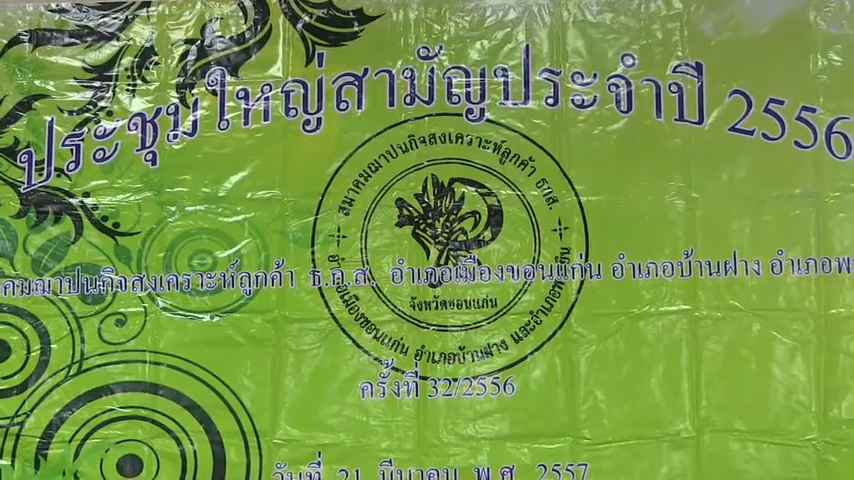 ประชุมใหญ่สามัญประจำปี 2556
สมาคมฌาปนกิจสงเคราะห์ลูกค้า ธกส.
คมฌาปนกิจสงเคราะห์ลูกค้า ธ.ก.ส. อำเภอเมืองขอนแก่น อำเภอบ้านฝาง อำเภอพ
จังหวัดขอนแก่น
อำเภอเมืองขอนแก่น อำเภอบ้านฝาง และอำเภอ
ครั้งที่ 32/2556
วันที่ 21 มีนาคม พ.ศ. 2557